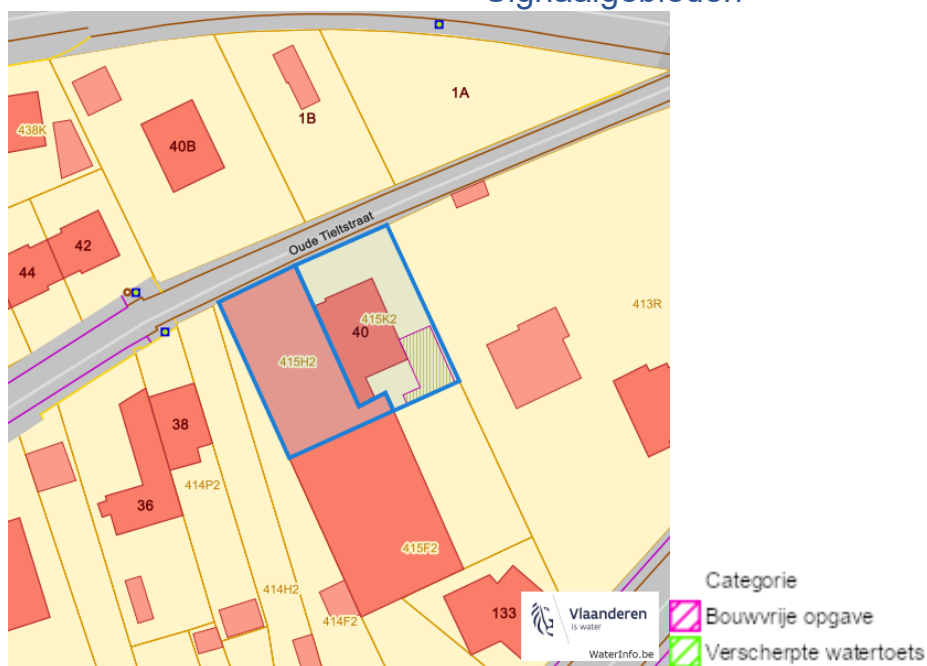 Signaalgebieden
1A
438K
1B
40B
Oude Tieltstraat
42
44
413R
40
415K2
415H2
38
414P2
36
415F2
414H2
414F2
133
Vlaanderen
is water
WaterInfo.be
Categorie
Bouwvrije opgave
Verscherpte watertoets